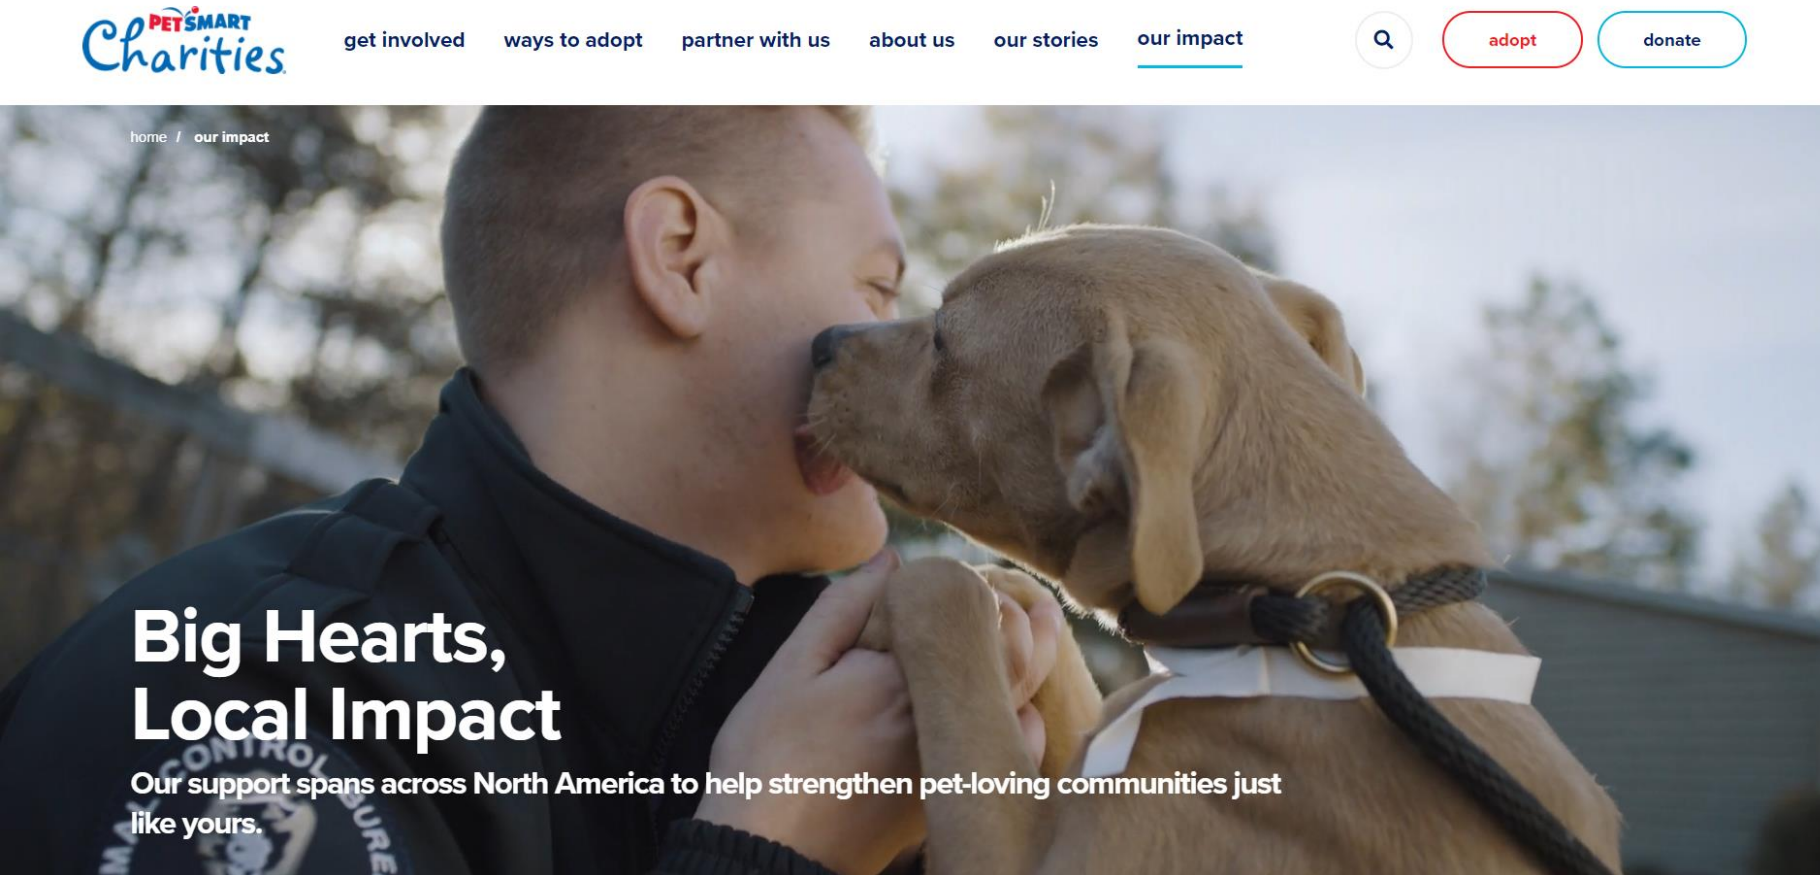 PETSMART
Charities
get involved
ways to adopt
partner with us
about us
our stories
our impact
adopt
donate
home / our impact
Big Hearts,
Local Impact
Our support spans across North America to help strengthen pet-loving communities just
like yours.
CONTROL